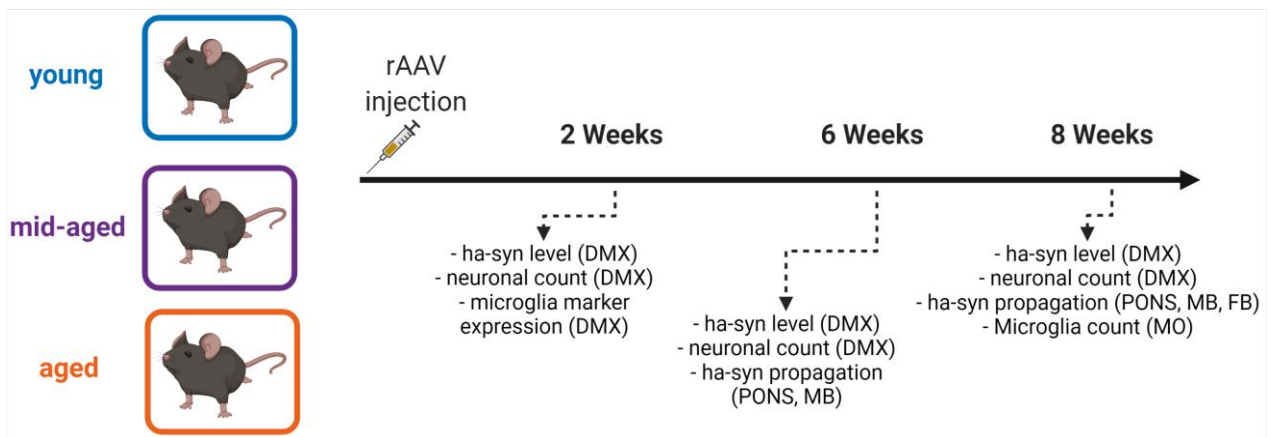 young
mid-aged
aged
rAAV
injection
2 Weeks
6 Weeks
8 Weeks
- ha-syn level (DMX)
- neuronal count (DMX)
- microglia marker
expression (DMX)
- ha-syn level (DMX)
- neuronal count (DMX)
- ha-syn propagation
(PONS, MB)
- ha-syn level (DMX)
- neuronal count (DMX)
- ha-syn propagation (PONS, MB, FB)
- Microglia count (MO)